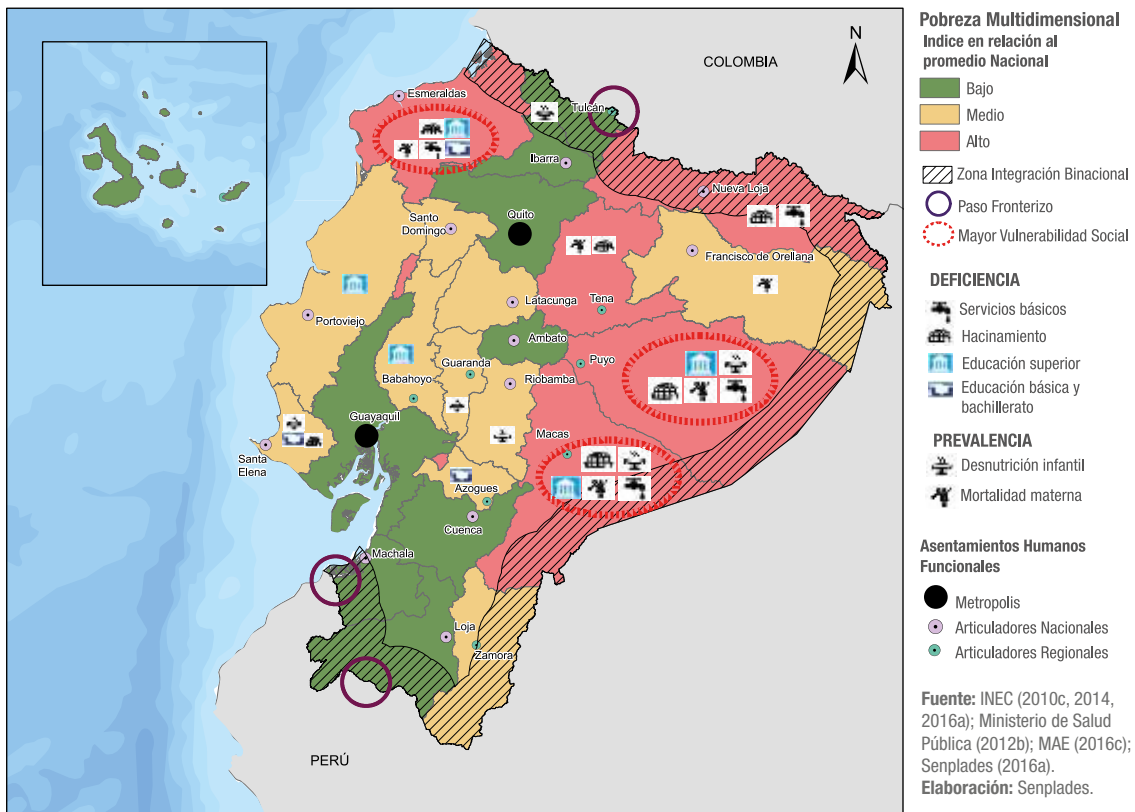 N
COLOMBIA
Esmeraldas
Tulcán
Ibarra
Nueva Loja
Santo
Domingo
Quito
Francisco de Orellana
Latacunga
Tena
Portoviejo
Ambato
Puyo
Guaranda
Babahoyo
Riobamba
Guayaquil
Macas
Santa
Elena
Azogues
Cuenca
Machala
Loja
Zamora
PERÚ
Pobreza Multidimensional
Indice en relación al
promedio Nacional
Bajo
Medio
Alto
Zona Integración Binacional
Paso Fronterizo
Mayor Vulnerabilidad Social
DEFICIENCIA
Servicios básicos
Hacinamiento
Educación superior
Educación básica y
bachillerato
PREVALENCIA
Desnutrición infantil
Mortalidad materna
Asentamientos Humanos
Funcionales
Metropolis
Articuladores Nacionales
Articuladores Regionales
Fuente: INEC (2010c, 2014,
2016a); Ministerio de Salud
Pública (2012b); MAE (2016c);
Senplades (2016a).
Elaboración: Senplades.